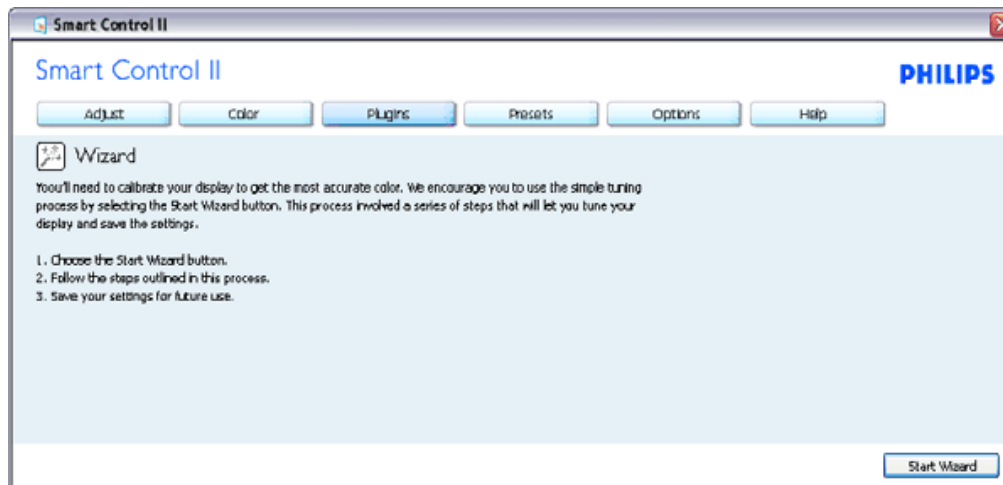 Smart Control II
Smart Control II
PHILIPS
Adjust
Color
Plugins
Presets
Options
Help
Wizard
Yoou'll need to calibrate your display to get the most accurate color. We encourage you to use the simple tuning
process by selecting the Start Wizard button. This process involved a series of steps that will let you tune your
display and save the settings.
1. Choose the Start Wizard button.
2. Follow the steps outlined in this process.
3. Save your settings for future use.
Start Wizard